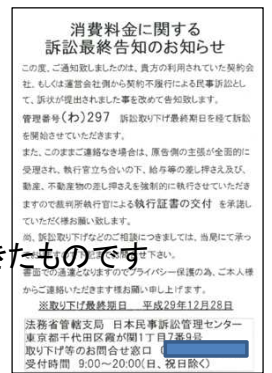 消費料金に関する
訴訟最終告知のお知らせ
この度、ご通知致しましたのは、貴方の利用されていた契約会
社、もしくは運営会社側から契約不履行による民事訴訟とし
て、訴状が提出されました事を改めて告知致します。
管理番号(わ)297 訴訟取り下げ最終期日を経て訴訟
を開始させていただきます。
また、このままご連絡なき場合は、原告側の主張が全面的に
受理され、執行官立ち会いの下、給与等の差し押さえ及び、
動産、不動産物の差し押さえを強制的に執行させていただき
ますので裁判所執行官による執行証書の交付 を承諾し
ていただく様お願い致します。
尚、訴訟取り下げなどのご相談につきましては、当局にて承っ
きたものです
書面での通達となりますのでプライバシー保護の為、ご本人様
からご連絡いただきます様お願い申し上げます。
※取り下げ最終期日 平成29年12月28日
法務省管轄支局 日本民事訴訟管理センター
東京都千代田区霞が関1丁目7番9号
取り下げ等のお問合せ窓口
受付時間 9:00~20:00(日、祝日除く)